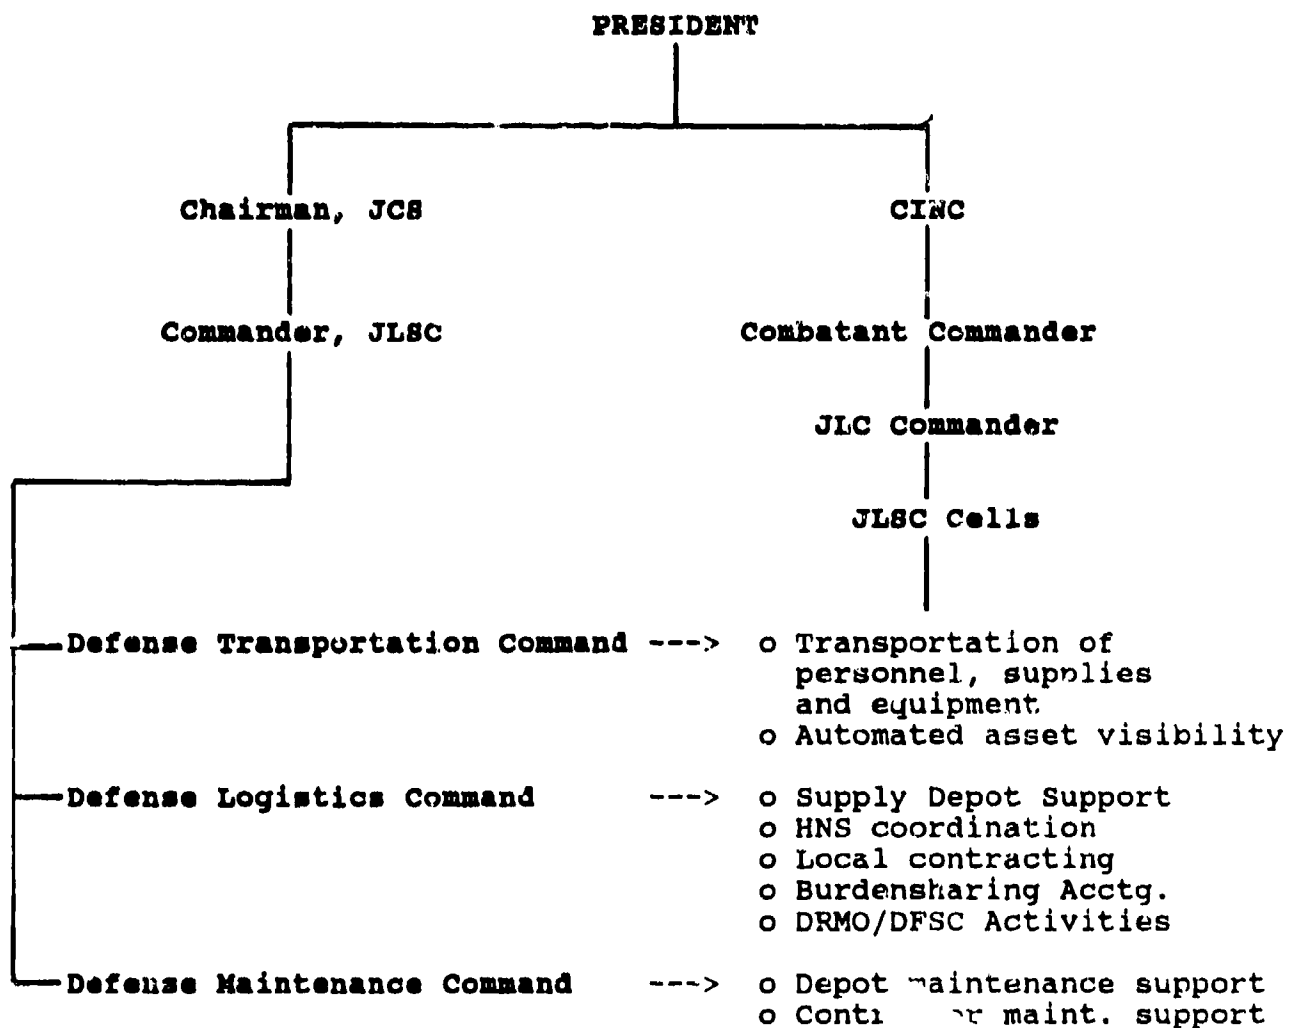 PRESIDENT
Chairman, JCS
CINC
Commander, JLSC
Combatant Commander
JLC Commander
JLSC Cells
Defense Transportation Command ---> o Transportation of
personnel, supplies
and equipment
o Automated asset visibility
Defense Logistics Command ---> o Supply Depot Support
o HNS coordination
o Local contracting
o Burdensharing Acctg.
o DRMO/DFSC Activities
Defense Maintenance Command ---> o Depot maintenance support
o maint. support